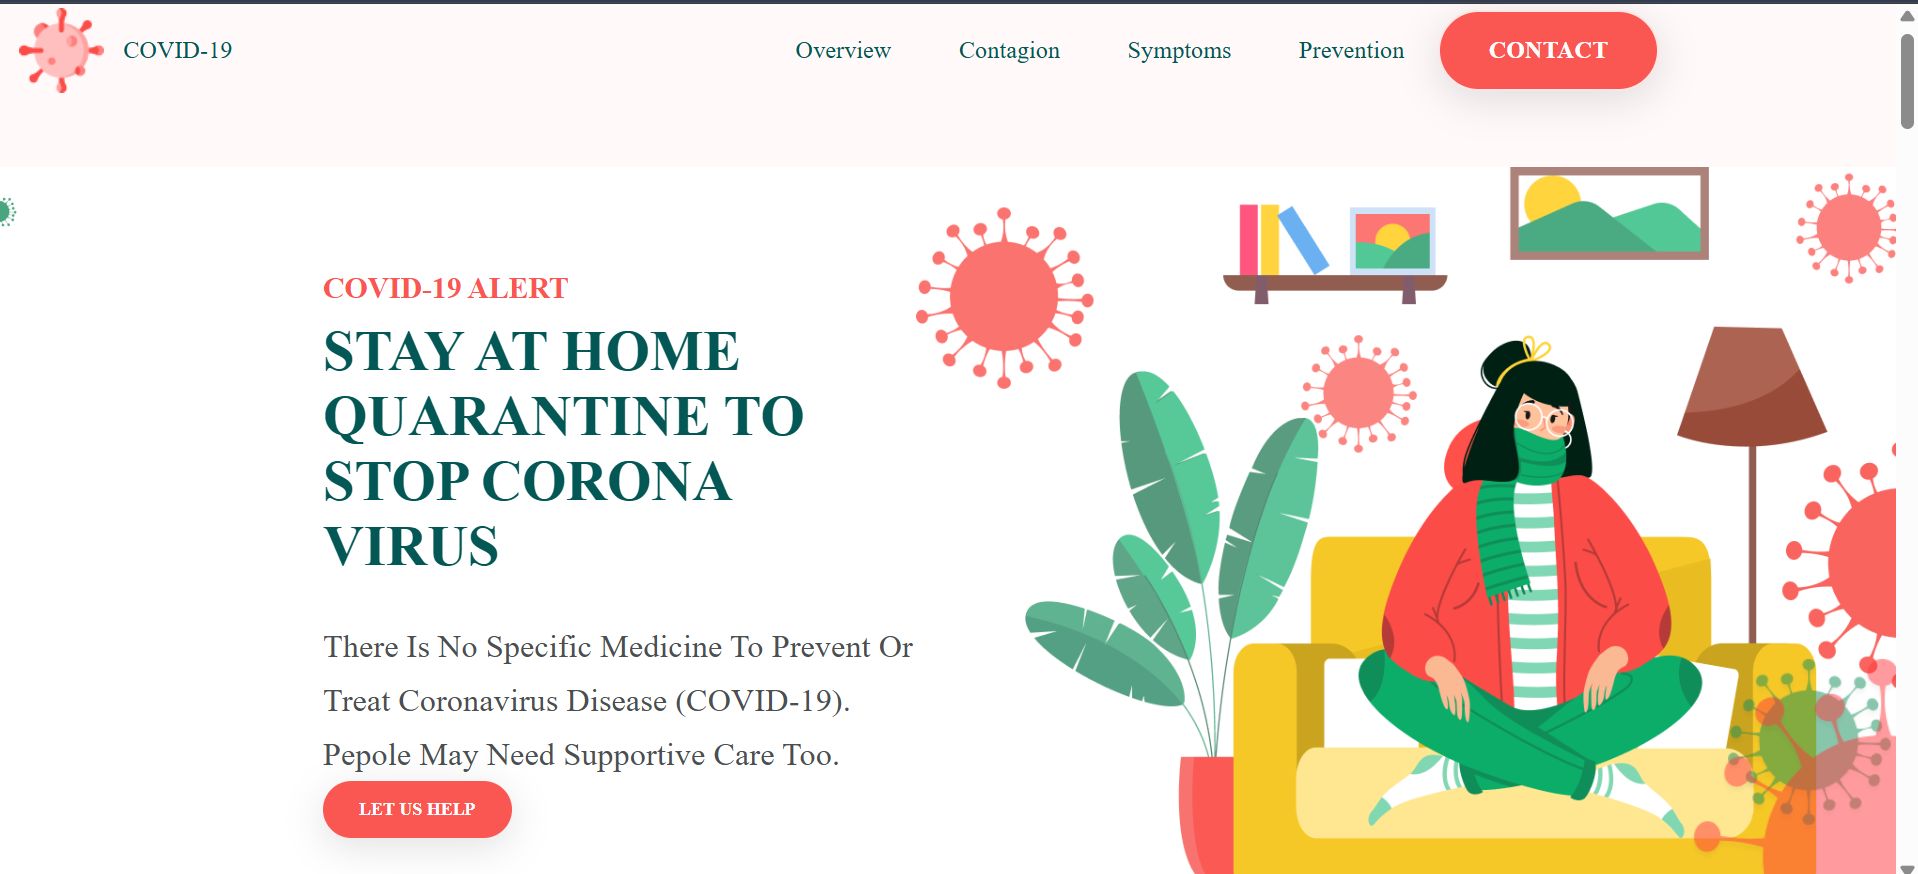 COVID-19
Overview
Contagion
Symptoms
Prevention
CONTACT
COVID-19 ALERT
STAY AT HOME
QUARANTINE TO
STOP CORONA
VIRUS
There Is No Specific Medicine To Prevent Or
Treat Coronavirus Disease (COVID-19).
Pepole May Need Supportive Care Too.
LET US HELP